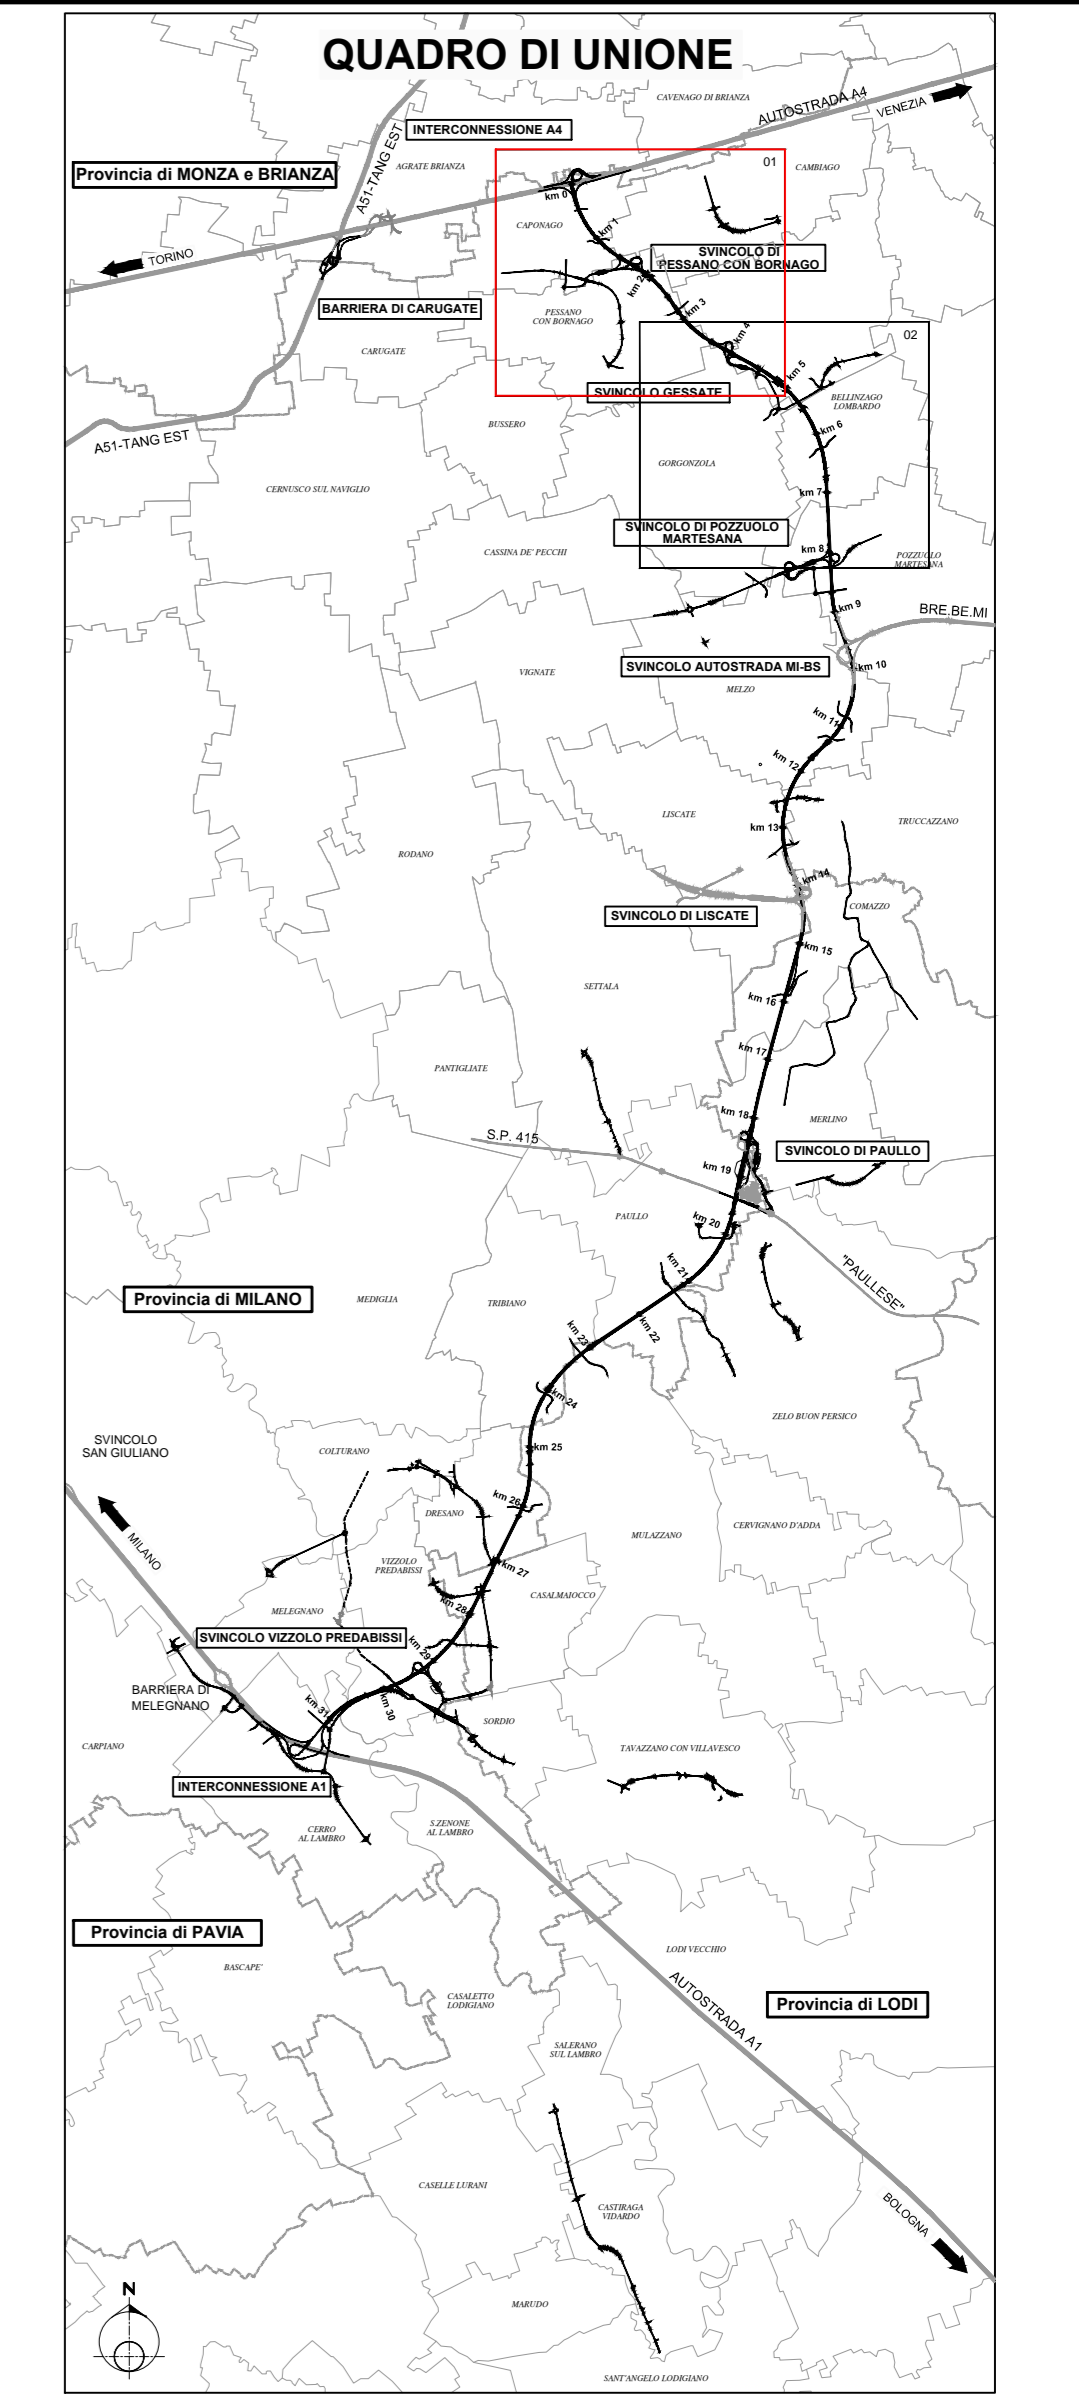 QUADRO DI UNIONE
CAVENAGO DI BRIANZA
AUTOSTRADA A4
VENEZIA
INTERCONNESSIONE A4
A51-TANG EST
AGRATE BRIANZA
01
CAMBIAGO
Provincia di MONZA e BRIANZA
km 0
CAPONAGO
km 1
TORINO
SVINCOLO DI
PESSANO CON BORNAGO
km 2
BARRIERA DI CARUGATE
km 3
PESSANO
CON BORNAGO
km 4
02
CARUGATE
km 5
SVINCOLO GESSATE
BELLINZAGO
LOMBARDO
BUSSERO
km 6
A51-TANG EST
GORGONZOLA
CERNUSCO SUL NAVIGLIO
km 7
SVINCOLO DI POZZUOLO
MARTESANA
CASSINA DE' PECCHI
km 8
POZZUOLO
MARTESANA
km 9
BRE.BE.MI
SVINCOLO AUTOSTRADA MI-BS
km 10
VIGNATE
MELZO
km 11
km 12
LISCATE
km 13
TRUCCAZZANO
RODANO
km 14
SVINCOLO DI LISCATE
COMAZZO
km 15
SETTALA
km 16
km 17
PANTIGLIATE
km 18
MERLINO
S.P. 415
SVINCOLO DI PAULLO
km 19
PAULLO
km 20
km 21
"PAULLESE"
Provincia di MILANO
MEDIGLIA
TRIBIANO
km 22
km 23
km 24
ZELO BUON PERSICO
SVINCOLO
SAN GIULIANO
COLTURANO
km 25
km 26
DRESANO
MULAZZANO
CERVIGNANO D'ADDA
MILANO
VIZZOLO
PREDABISSI
km 27
CASALMAIOCCO
km 28
MELEGNANO
SVINCOLO VIZZOLO PREDABISSI
km 29
BARRIERA DI
MELEGNANO
km 31
km 30
SORDIO
CARPIANO
TAVAZZANO CON VILLAVESCO
INTERCONNESSIONE A1
CERRO
AL LAMBRO
S.ZENONE
AL LAMBRO
Provincia di PAVIA
LODI VECCHIO
BASCAPE'
CASALETTO
LODIGIANO
AUTOSTRADA A1
Provincia di LODI
SALERANO
SUL LAMBRO
CASELLE LURANI
CASTIRAGA
VIDARDO
BOLOGNA
N
MARUDO
SANT'ANGELO LODIGIANO